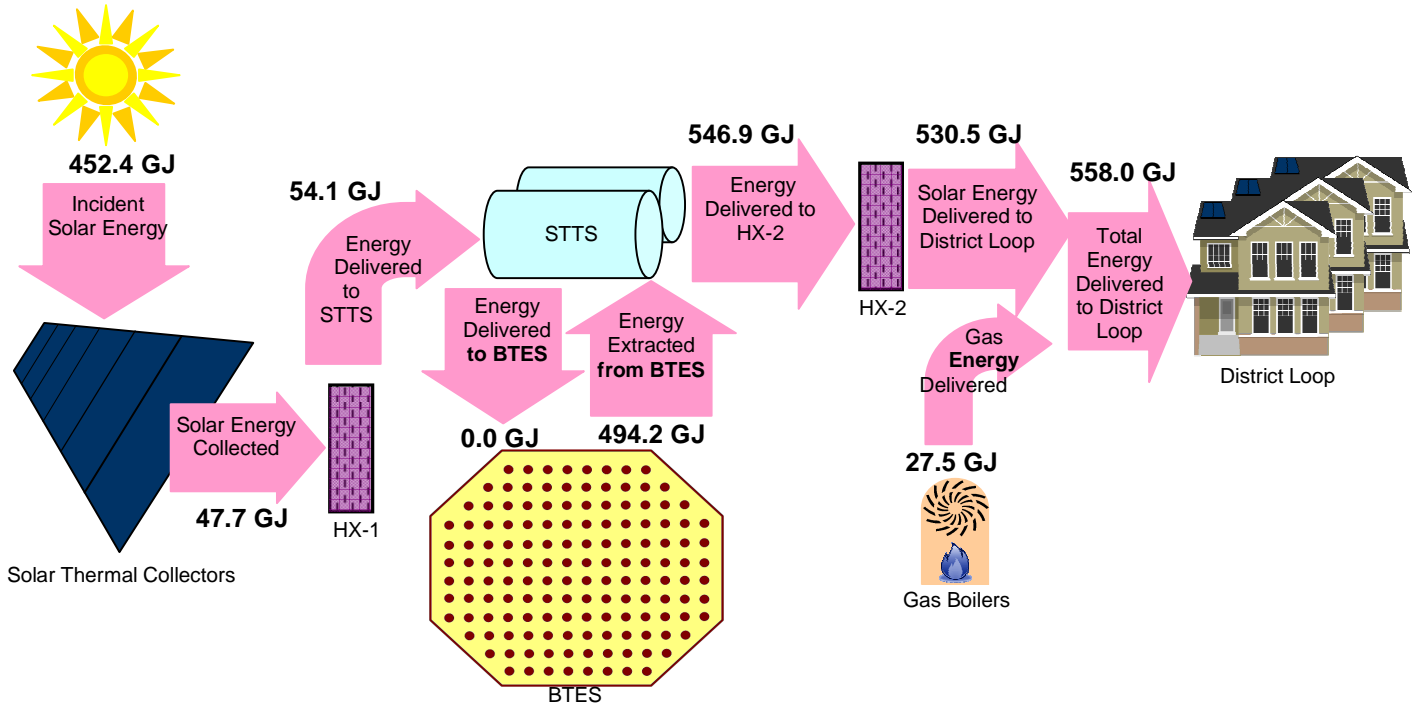 452.4 GJ
Incident
Solar Energy
Solar Thermal Collectors
Solar Energy
Collected
47.7 GJ
HX-1
54.1 GJ
Energy
Delivered
to
STTS
STTS
Energy
Delivered
to BTES
0.0 GJ
Energy
Extracted
from BTES
494.2 GJ
BTES
546.9 GJ
Energy
Delivered to
HX-2
HX-2
530.5 GJ
Solar Energy
Delivered to
District Loop
Gas
Energy
Delivered
27.5 GJ
Gas Boilers
558.0 GJ
Total
Energy
Delivered
to District
Loop
District Loop